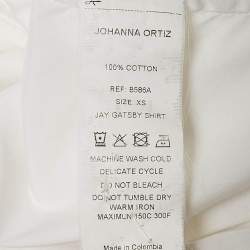 JOHANNA ORTIZ
100% COTTON
REF: B586A
SIZE: XS
JAY GATSBY SHIRT
MACHINE WASH COLD
DELICATE CYCLE
DO NOT BLEACH
DO NOT TUMBLE DRY
WARM IRON
MAXIMUN 150C 300F
Made in Colombia